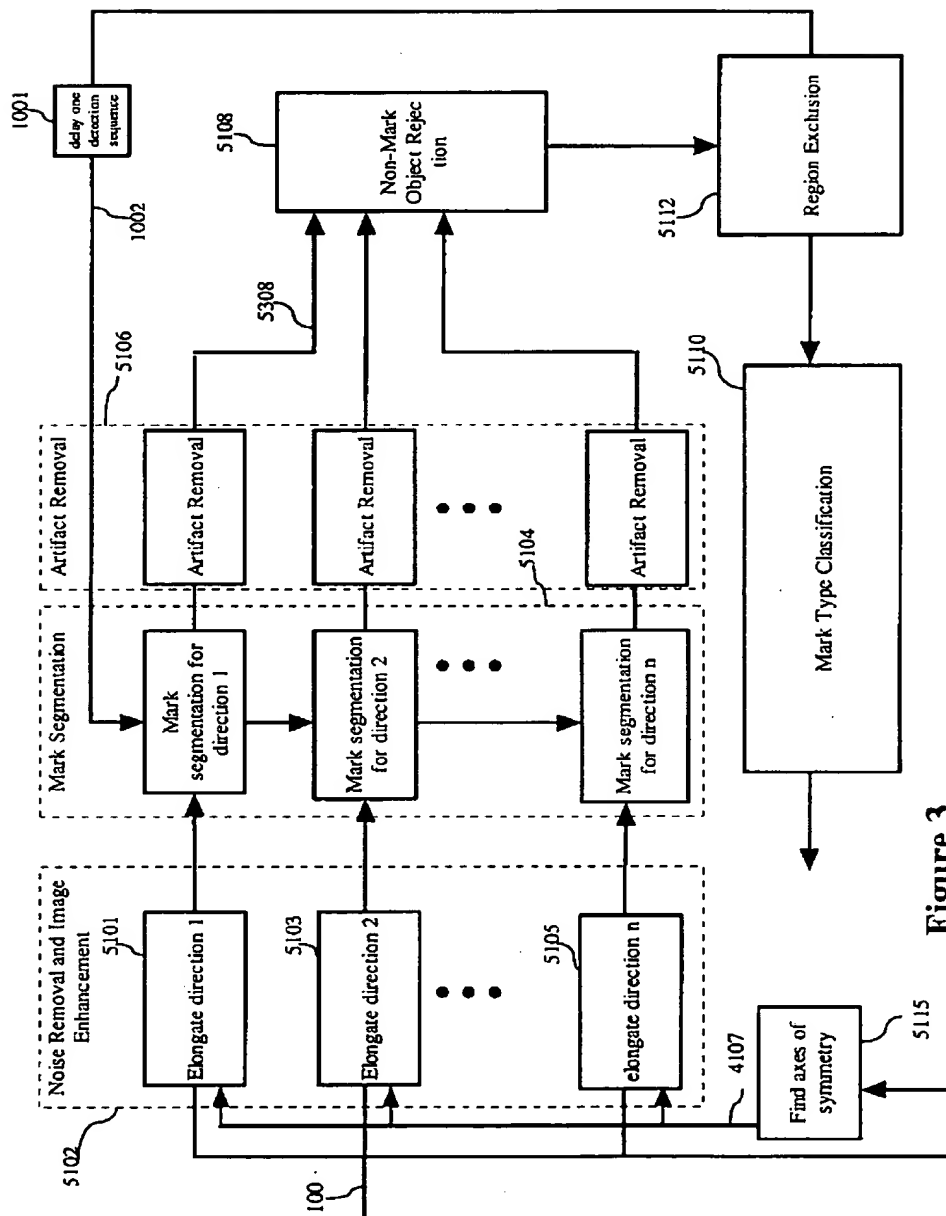 1001
delay one
detection
sequence
1002
5106
5308
5108
Non-Mark
Object Rejec
tion
5112
Region Exclusion
5110
Mark Type Classification
Artifact Removal
Artifact Removal
Artifact Removal
Artifact Removal
5104
Mark Segmentation
Mark
segmentation for
direction 1
Mark segmentation
for direction 2
Mark segmentation
for direction n
Noise Removal and Image
Enhancement
5101
Elongate direction 1
5103
Elongate direction 2
5105
elongate direction n
5102
100
4107
Find axes of
symmetry
5115
Figure 3